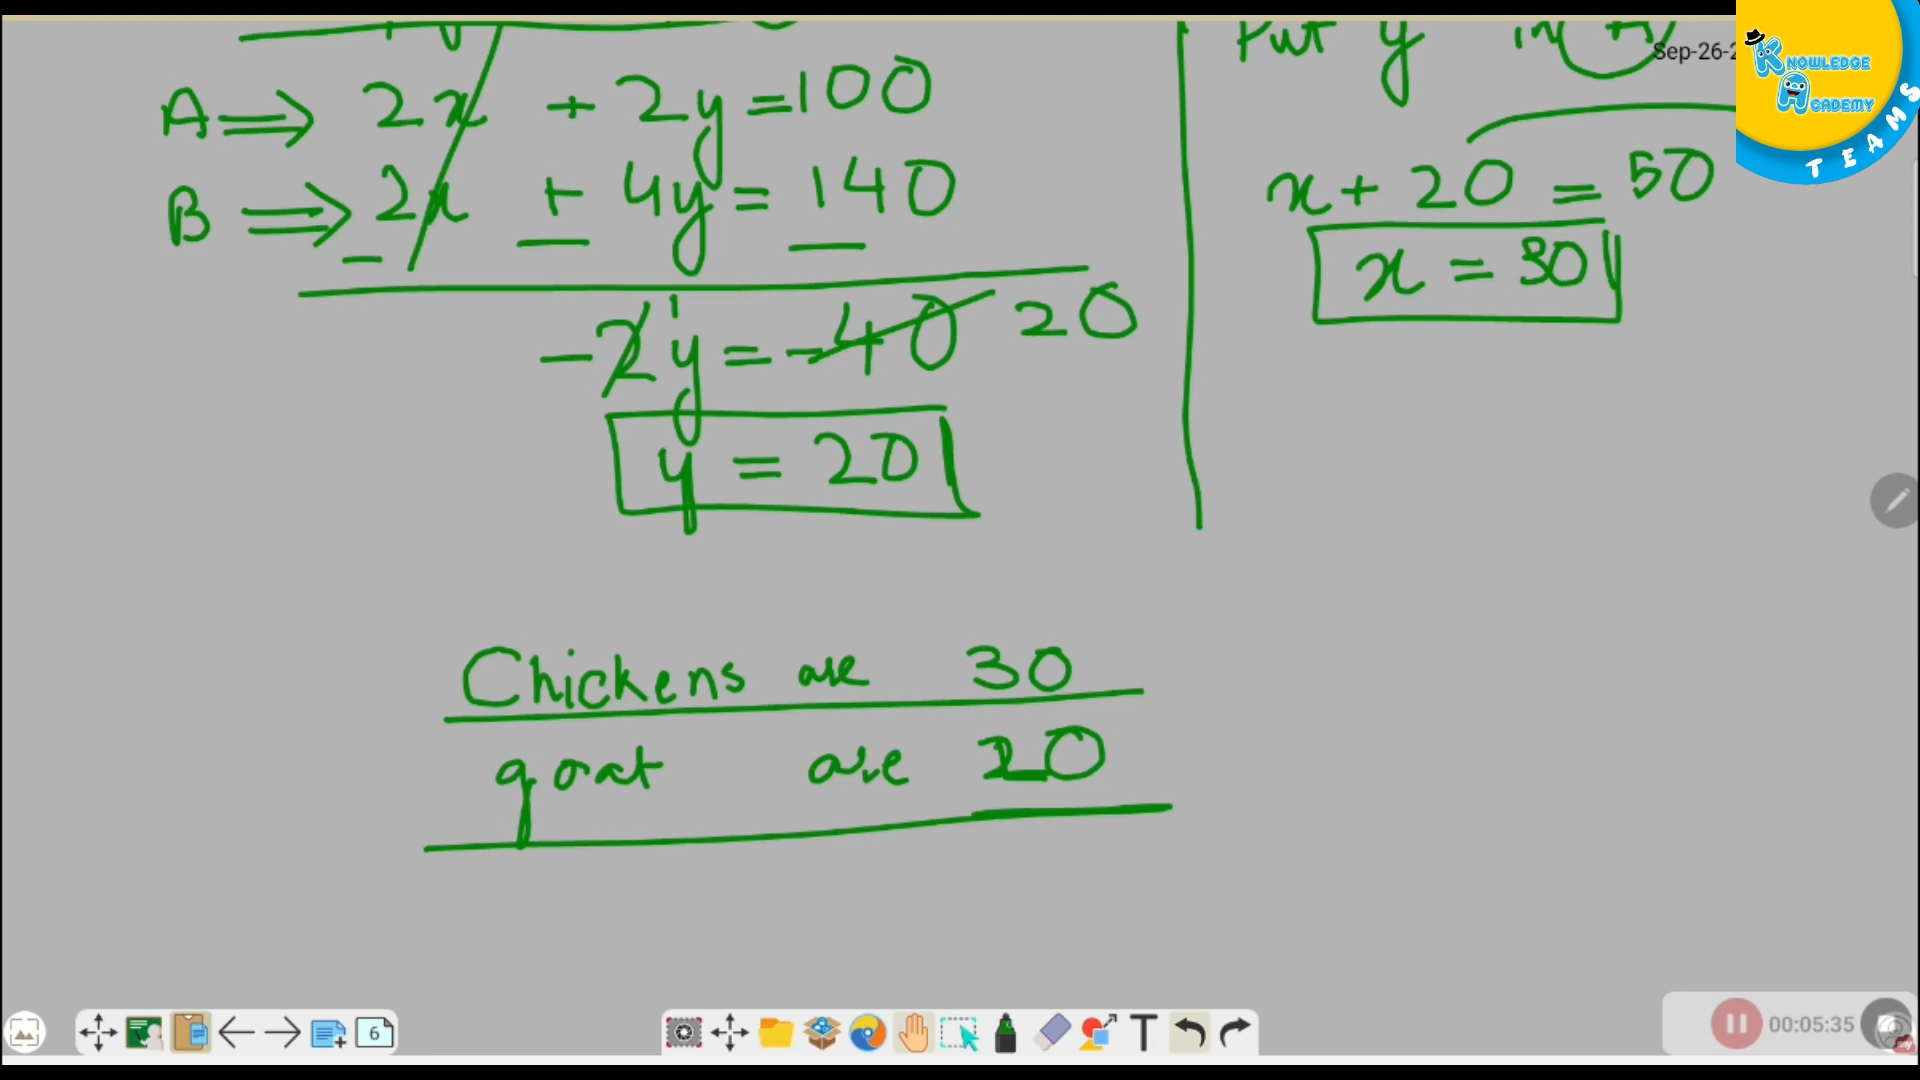 A ⇒ 2x + 2y = 100
B ⇒ 2x + 4y = 140
- - -
-2y = -40 20
1
y = 20
Put y in A
x + 20 = 50
x = 30
Chickens are 30
goat are 20
Sep-26-2
KNOWLEDGE
ACADEMY
TEAMS
6
T
00:05:35